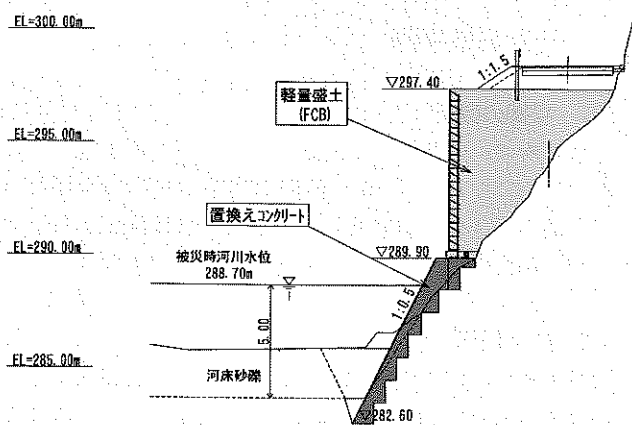 EL=300.00m
1:1.5
▽297.40
軽量盛土
(FCB)
EL=295.00m
置換えコンクリート
EL=290.00m
▽289.90
被災時河川水位
288.70m
▽
1:0.5
5.00
EL=285.00m
河床砂礫
▽282.60